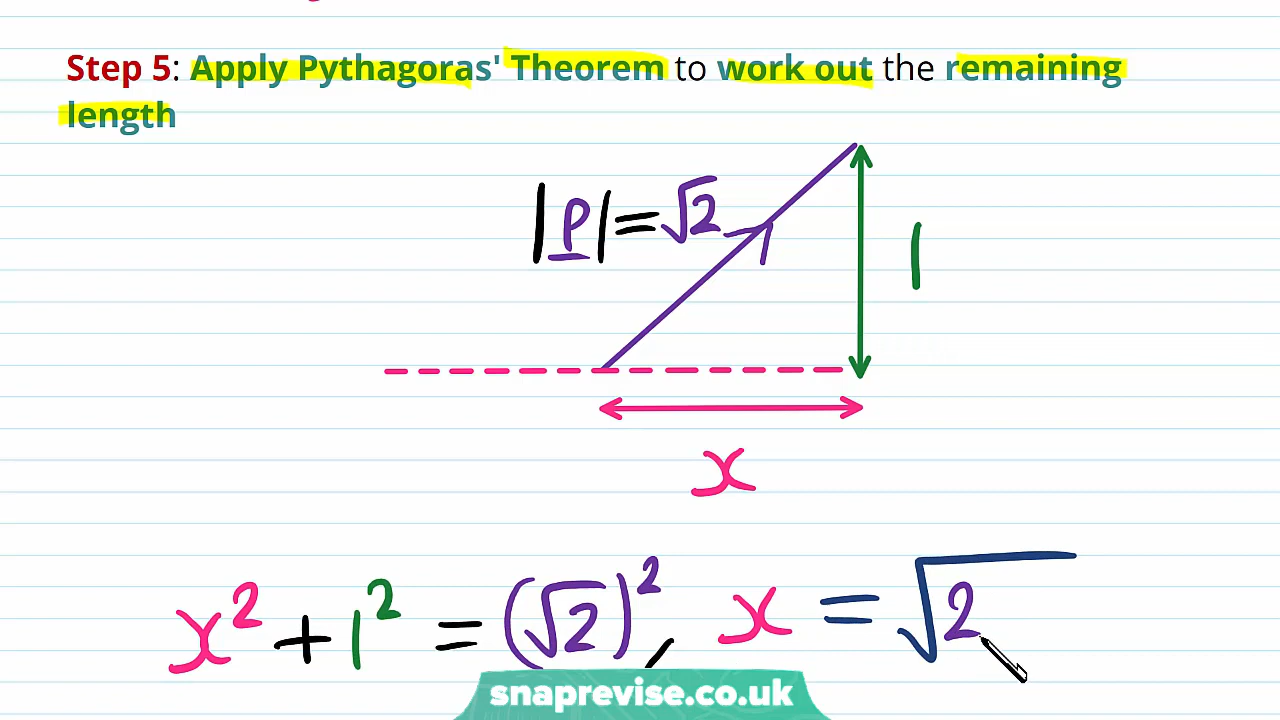 Step 5: Apply Pythagoras' Theorem to work out the remaining
length
|p| = √2
1
x
x² + 1² = (√2)², x = √2
snaprevise.co.uk